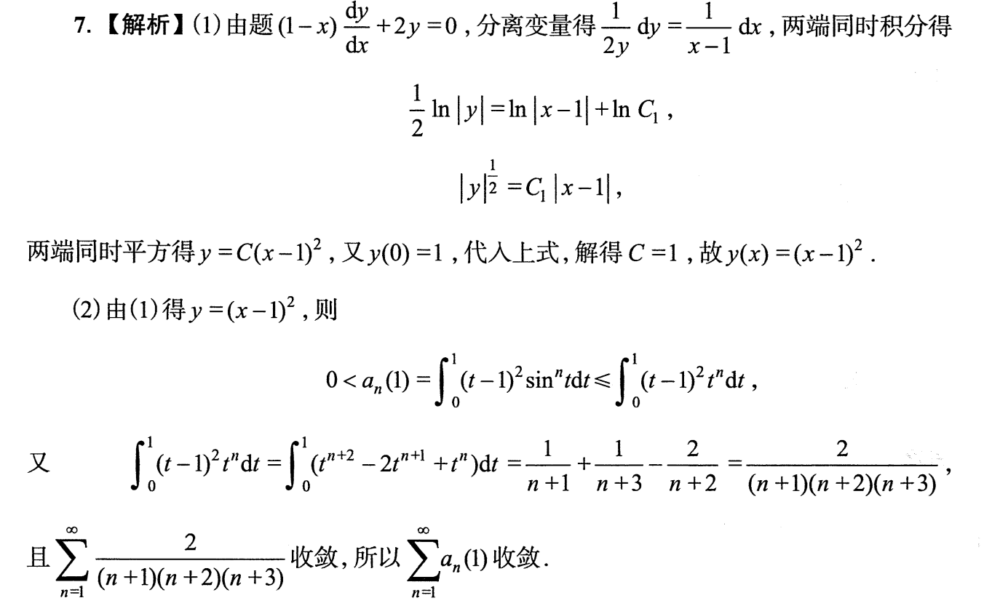 7.【解析】(1)由题 $(1-x)\frac{\mathrm{d}y}{\mathrm{d}x}+2y=0$ ,分离变量得 $\frac{1}{2y}\mathrm{d}y=\frac{1}{x-1}\mathrm{d}x$ ,两端同时积分得
$\frac{1}{2}\ln|y|=\ln|x-1|+\ln C_1$ ,
$|y|^{\frac{1}{2}}=C_1|x-1|$,
两端同时平方得 $y=C(x-1)^2$ ,又 $y(0)=1$ ,代入上式,解得 $C=1$ ,故 $y(x)=(x-1)^2$ .
(2)由(1)得 $y=(x-1)^2$ ,则
$0<a_n(1)=\int_0^1(t-1)^2\sin^n t\mathrm{d}t\leqslant\int_0^1(t-1)^2t^n\mathrm{d}t$ ,
又 $\int_0^1(t-1)^2t^n\mathrm{d}t=\int_0^1(t^{n+2}-2t^{n+1}+t^n)\mathrm{d}t=\frac{1}{n+1}+\frac{1}{n+3}-\frac{2}{n+2}=\frac{2}{(n+1)(n+2)(n+3)}$ ,
且 $\sum_{n=1}^{\infty}\frac{2}{(n+1)(n+2)(n+3)}$ 收敛,所以 $\sum_{n=1}^{\infty}a_n(1)$ 收敛.